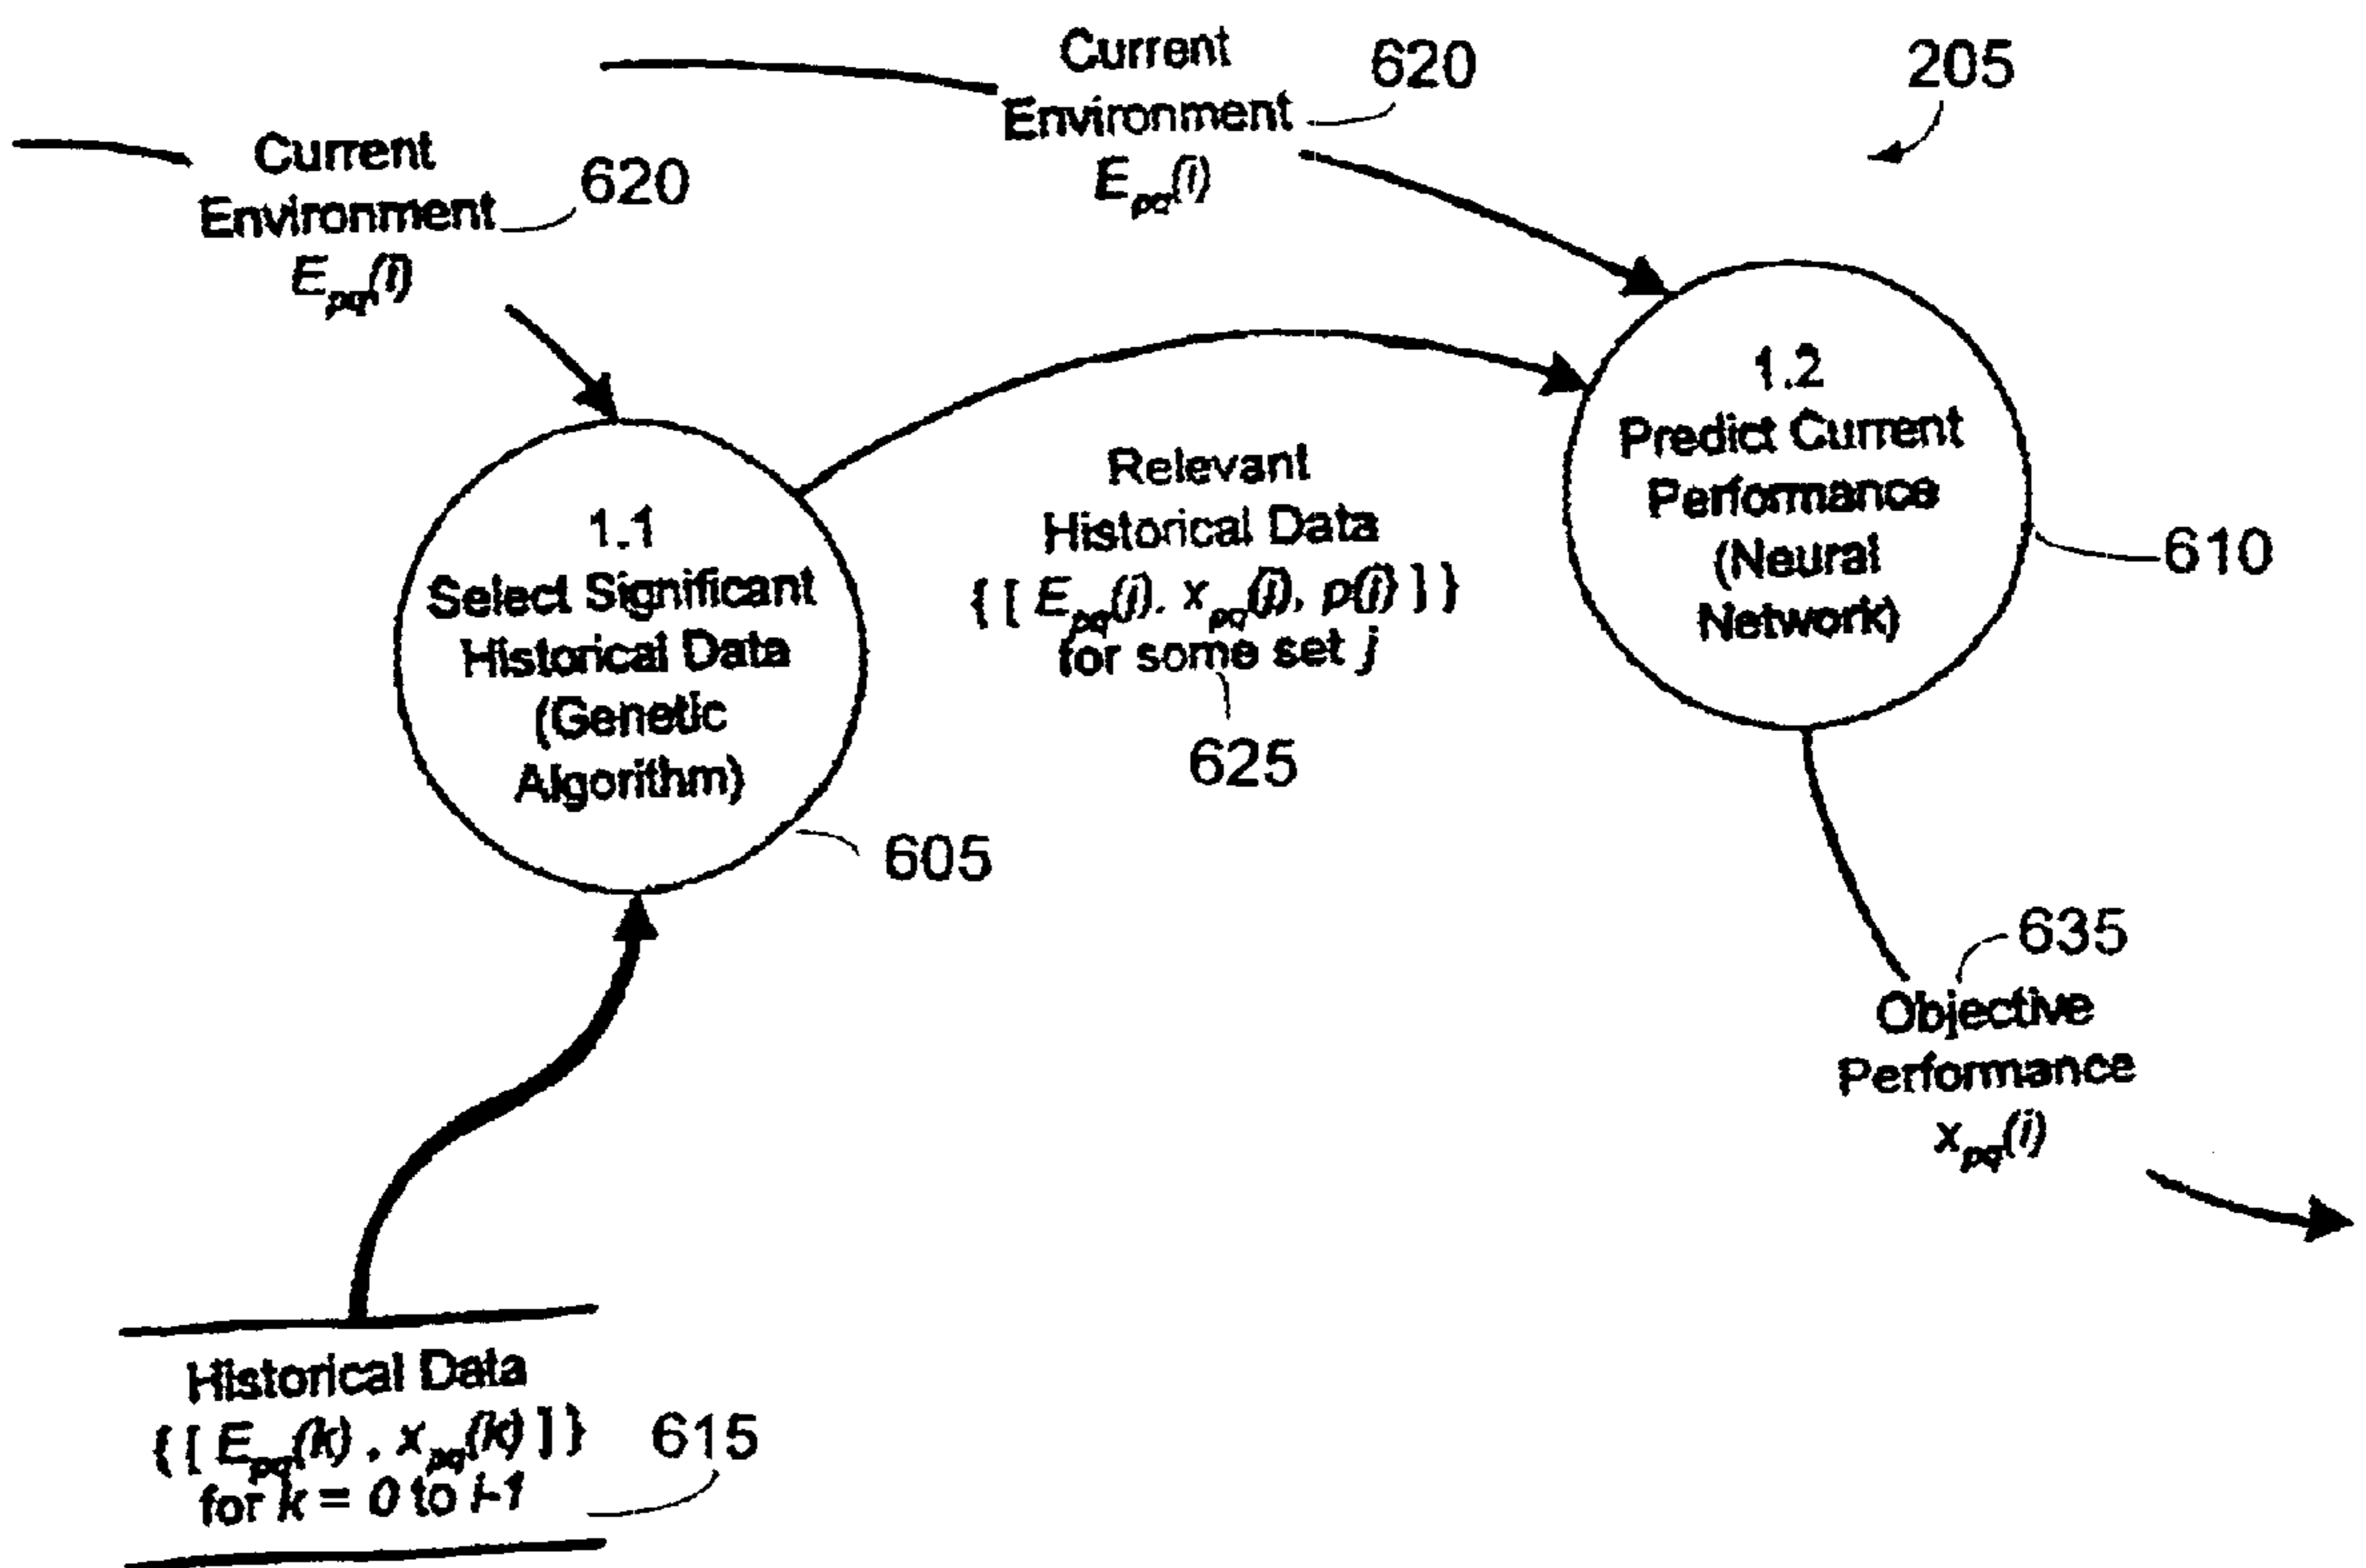 Current
Environment
E_pq(i)
620
205
Current
Environment
E_pq(i)
620
1.2
Predict Current
Performance
(Neural
Network)
610
Relevant
Historical Data
{[ E_pq(j), x_pq(j), ρ(j) ]}
for some set j
625
1.1
Select Significant
Historical Data
(Genetic
Algorithm)
605
635
Objective
Performance
x_pq(i)
Historical Data
{[ E_pq(k) , x_pq(k) ]}
for k = 0 to i-1
615